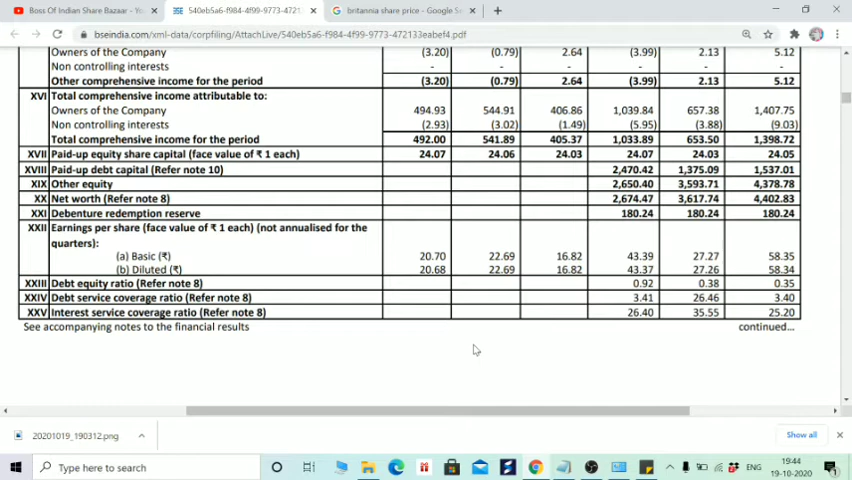 Boss Of Indian Share Bazaar - Yo
540eb5a6-f984-4f99-9773-4721
britannia share price - Google Se
bseindia.com/xml-data/corpfiling/AttachLive/540eb5a6-f984-4f99-9773-472133eabef4.pdf
Owners of the Company (3.20) (0.79) 2.64 (3.99) 2.13 5.12
Non controlling interests - - - - - -
Other comprehensive income for the period (3.20) (0.79) 2.64 (3.99) 2.13 5.12
XVI Total comprehensive income attributable to:
Owners of the Company 494.93 544.91 406.86 1,039.84 657.38 1,407.75
Non controlling interests (2.93) (3.02) (1.49) (5.95) (3.88) (9.03)
Total comprehensive income for the period 492.00 541.89 405.37 1,033.89 653.50 1,398.72
XVII Paid-up equity share capital (face value of ₹ 1 each) 24.07 24.06 24.03 24.07 24.03 24.05
XVIII Paid-up debt capital (Refer note 10) 2,470.42 1,375.09 1,537.01
XIX Other equity 2,650.40 3,593.71 4,378.78
XX Net worth (Refer note 8) 2,674.47 3,617.74 4,402.83
XXI Debenture redemption reserve 180.24 180.24 180.24
XXII Earnings per share (face value of ₹ 1 each) (not annualised for the
quarters):
(a) Basic (₹) 20.70 22.69 16.82 43.39 27.27 58.35
(b) Diluted (₹) 20.68 22.69 16.82 43.37 27.26 58.34
XXIII Debt equity ratio (Refer note 8) 0.92 0.38 0.35
XXIV Debt service coverage ratio (Refer note 8) 3.41 26.46 3.40
XXV Interest service coverage ratio (Refer note 8) 26.40 35.55 25.20
See accompanying notes to the financial results continued...
20201019_190312.png
Show all
Type here to search
ENG
19:44
19-10-2020